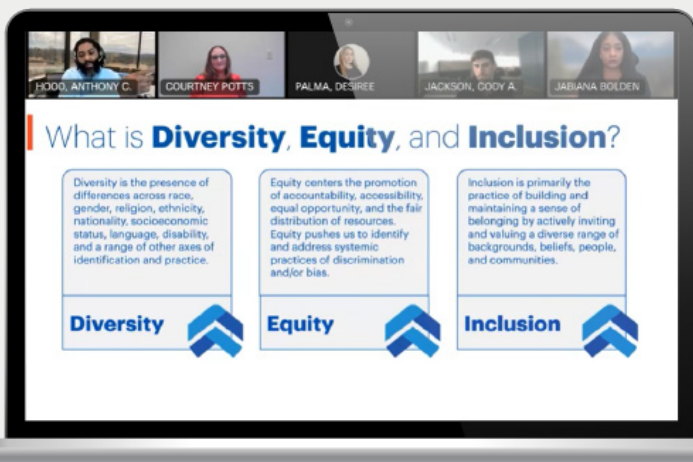 HOOD, ANTHONY C.
COURTNEY POTTS
PALMA, DESIREE
JACKSON, CODY A.
JABIANA BOLDEN
What is Diversity, Equity, and Inclusion?
Diversity is the presence of
differences across race,
gender, religion, ethnicity,
nationality, socioeconomic
status, language, disability,
and a range of other axes of
identification and practice.
Diversity
Equity centers the promotion
of accountability, accessibility,
equal opportunity, and the fair
distribution of resources.
Equity pushes us to identify
and address systemic
practices of discrimination
and/or bias.
Equity
Inclusion is primarily the
practice of building and
maintaining a sense of
belonging by actively inviting
and valuing a diverse range of
backgrounds, beliefs, people,
and communities.
Inclusion